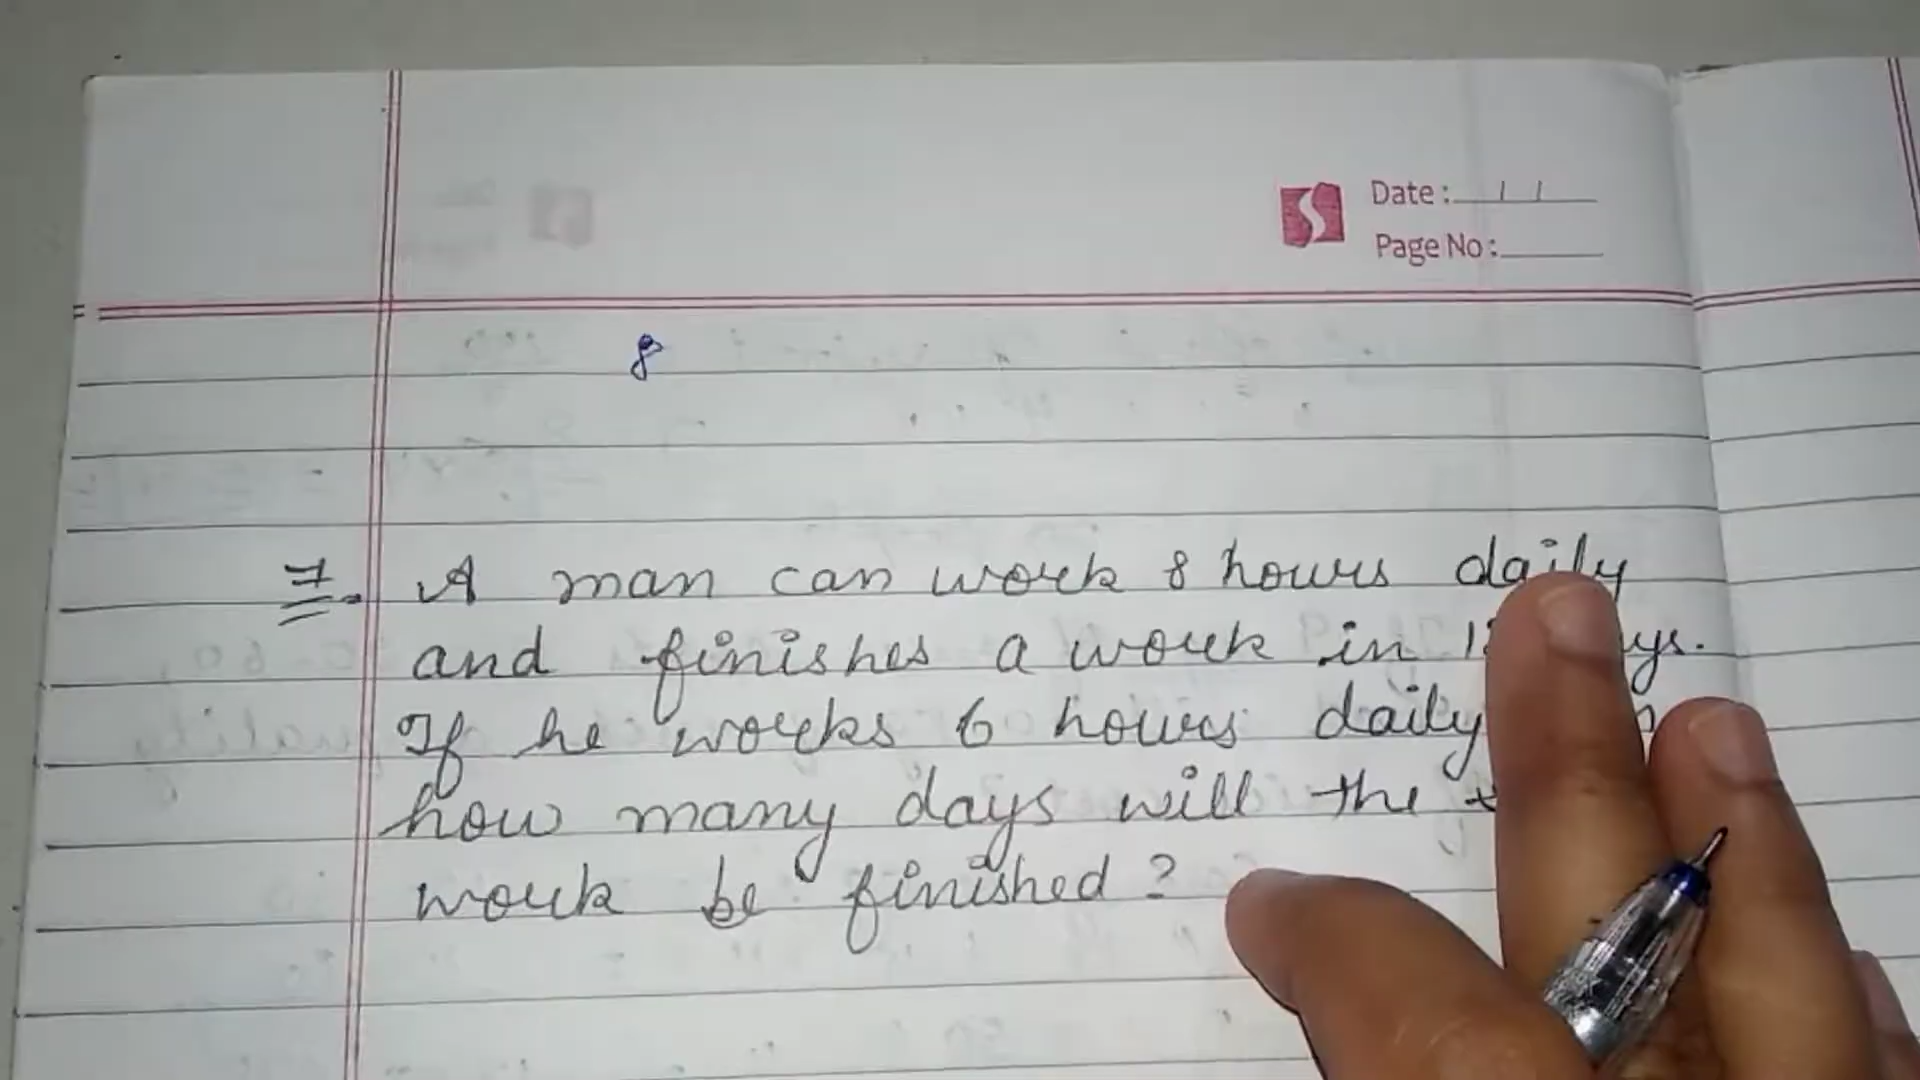 Date :
Page No :
8
7. A man can work 8 hours daily
and finishes a work in
If he works 6 hours daily
how many days will the
work be finished ?